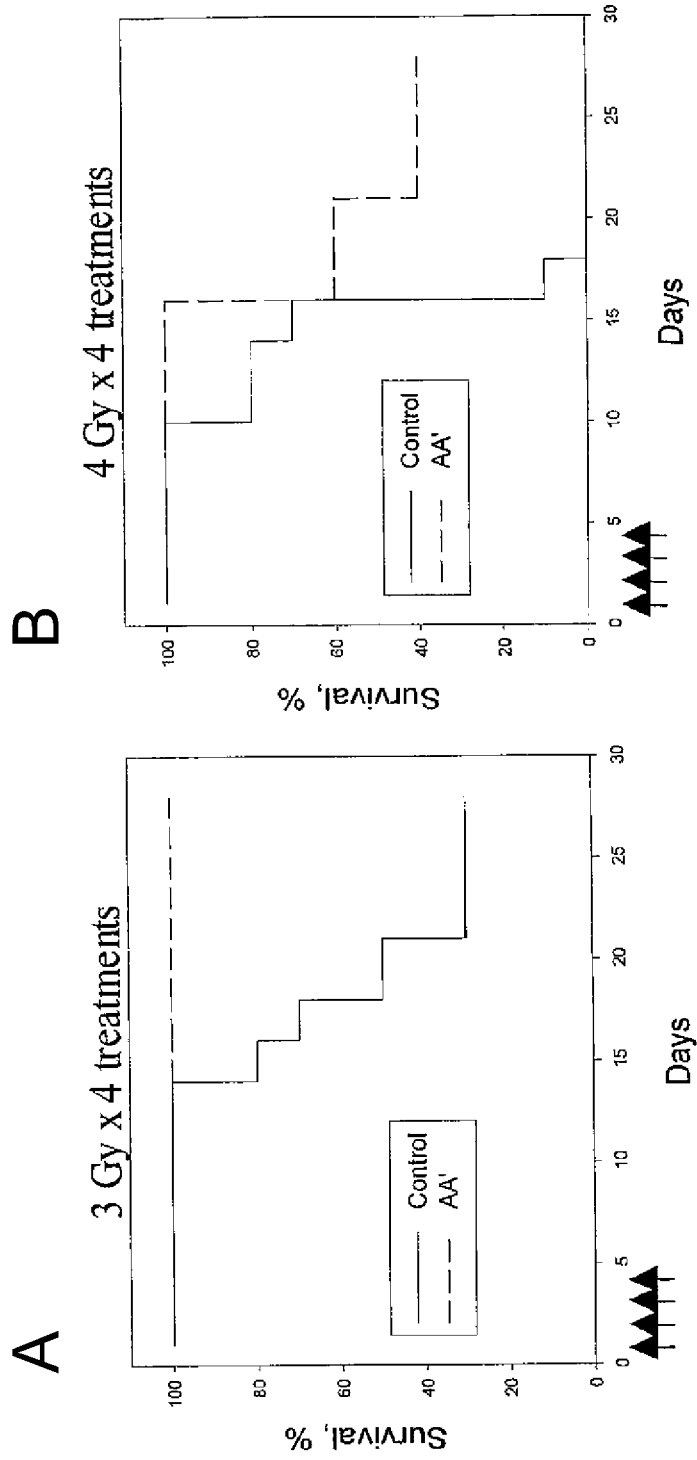 A
3 Gy x 4 treatments
Survival, %
100
80
60
40
20
0
Control
AA'
0 5 10 15 20 25 30
Days
B
4 Gy x 4 treatments
Survival, %
100
80
60
40
20
0
Control
AA'
0 5 10 15 20 25 30
Days